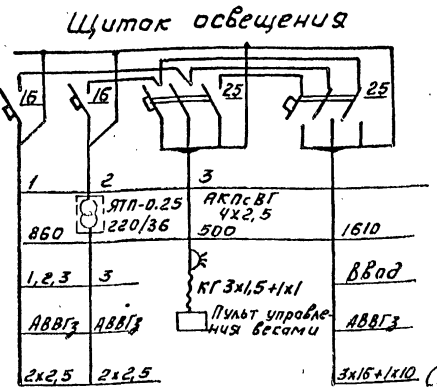 Щиток освещения
16 16 25 25
1 2 3
ЯТП-0.25
220/36
АКПсВГ
4х2,5
860 500 1610
1,2,3 3 Ввод
КГ 3х1,5+1х1
АВВГз АВВГз АВВГз
Пульт управле-
ния весами
2х2,5 2х2,5 3х16+1х10